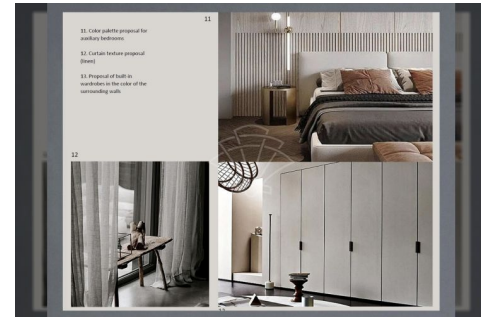 11
11. Color palette proposal for
auxiliary bedrooms
12. Curtain texture proposal
(linen)
13. Proposal of built-in
wardrobes in the color of the
surrounding walls
12
13